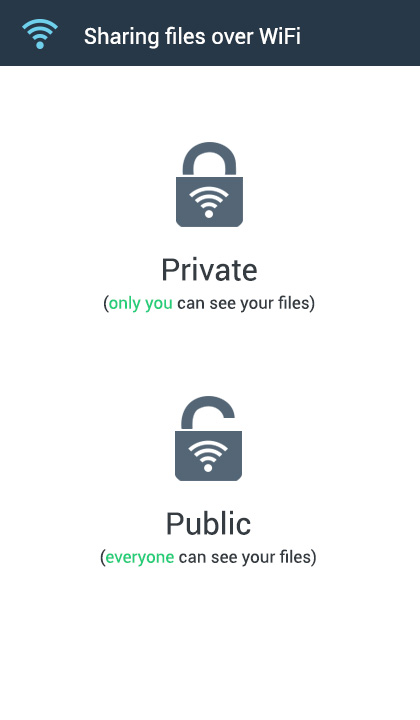 Sharing files over WiFi
Private
(only you can see your files)
Public
(everyone can see your files)